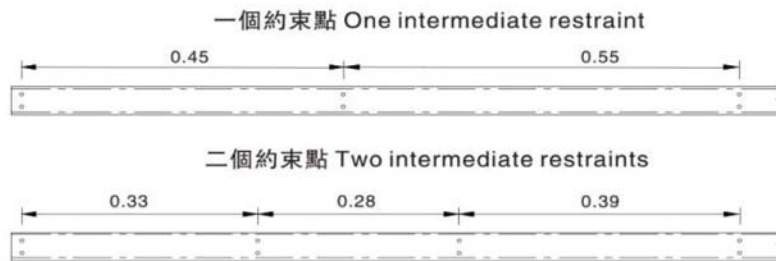 一個約束點 One intermediate restraint
0.45 0.55
二個約束點 Two intermediate restraints
0.33 0.28 0.39